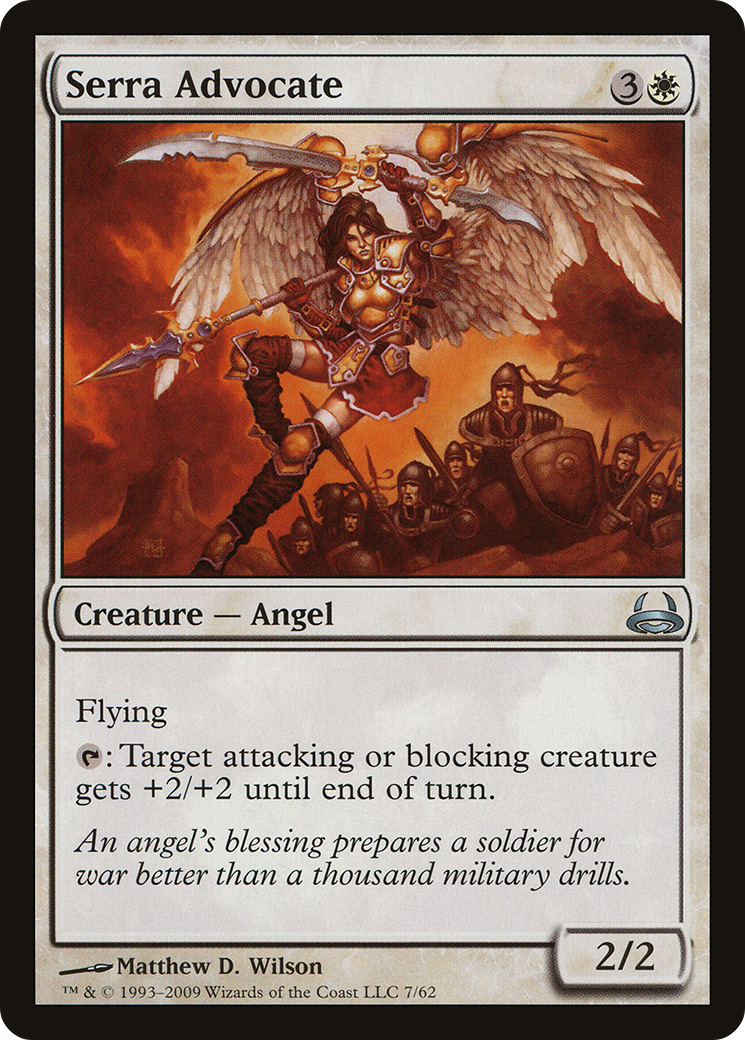 Serra Advocate 3
Creature — Angel
Flying
: Target attacking or blocking creature
gets +2/+2 until end of turn.
An angel's blessing prepares a soldier for
war better than a thousand military drills.
2/2
Matthew D. Wilson
™ & © 1993–2009 Wizards of the Coast LLC 7/62